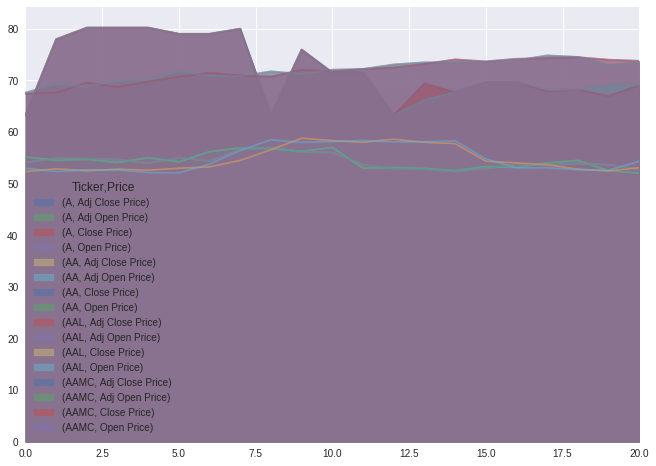 80
70
60
50
40
30
20
10
0
Ticker,Price
(A, Adj Close Price)
(A, Adj Open Price)
(A, Close Price)
(A, Open Price)
(AA, Adj Close Price)
(AA, Adj Open Price)
(AA, Close Price)
(AA, Open Price)
(AAL, Adj Close Price)
(AAL, Adj Open Price)
(AAL, Close Price)
(AAL, Open Price)
(AAMC, Adj Close Price)
(AAMC, Adj Open Price)
(AAMC, Close Price)
(AAMC, Open Price)
0.0 2.5 5.0 7.5 10.0 12.5 15.0 17.5 20.0